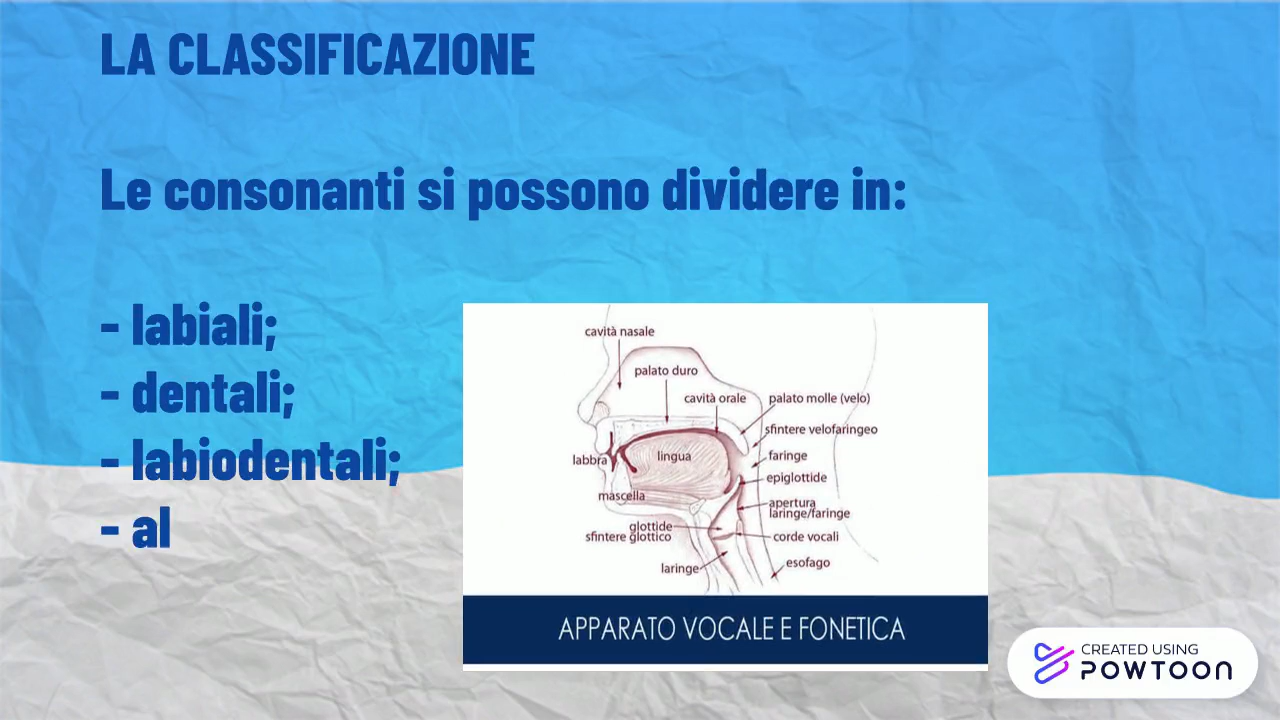 LA CLASSIFICAZIONE
Le consonanti si possono dividere in:
- labiali;
- dentali;
- labiodentali;
- al
cavità nasale
palato duro
cavità orale
palato molle (velo)
sfintere velofaringeo
labbra
lingua
faringe
epiglottide
mascella
apertura
laringe/faringe
glottide
sfintere glottico
corde vocali
laringe
esofago
APPARATO VOCALE E FONETICA
CREATED USING
POWTOON